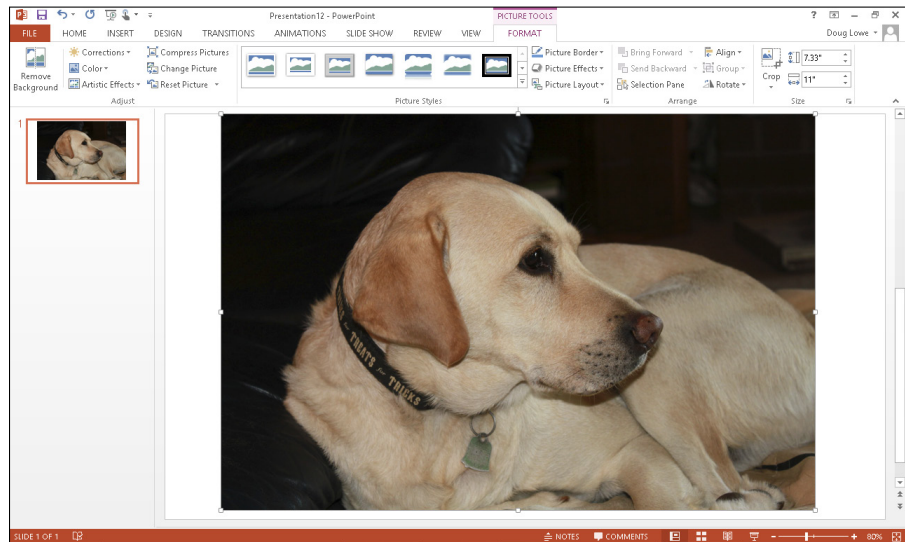 Presentation12 - PowerPoint
PICTURE TOOLS
?
FILE HOME INSERT DESIGN TRANSITIONS ANIMATIONS SLIDE SHOW REVIEW VIEW FORMAT Doug Lowe
Remove Background
Corrections
Color
Artistic Effects
Compress Pictures
Change Picture
Reset Picture
Adjust
Picture Styles
Picture Border
Picture Effects
Picture Layout
Bring Forward
Send Backward
Selection Pane
Align
Group
Rotate
Arrange
Crop
7.33"
11"
Size
1
TREATS for TRICKS
SLIDE 1 OF 1 NOTES COMMENTS 80%